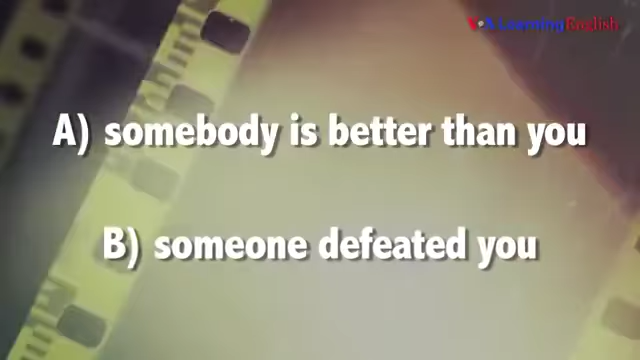 VOA Learning English
A) somebody is better than you
B) someone defeated you